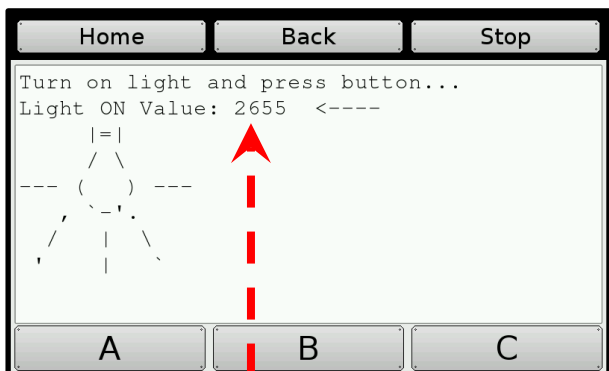 Home Back Stop
Turn on light and press button...
Light ON Value: 2655  <----
      |=|
      / \
--- (   ) ---
   , `-'.
  /   |  \
 '    |   `
A B C